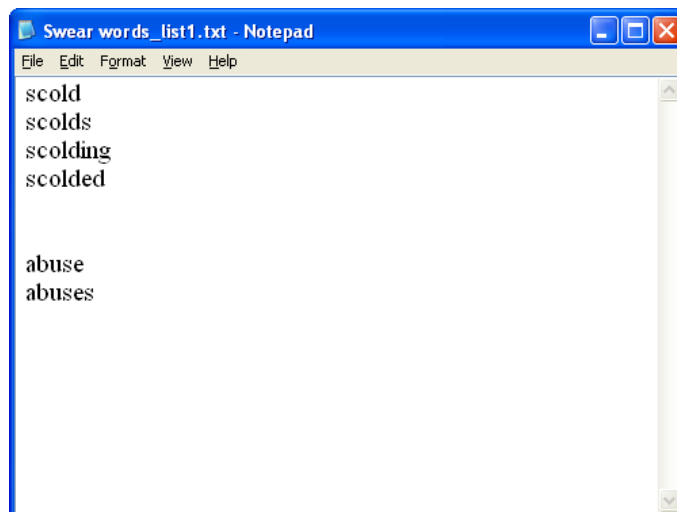 Swear words_list1.txt - Notepad
File Edit Format View Help
scold
scolds
scolding
scolded
abuse
abuses